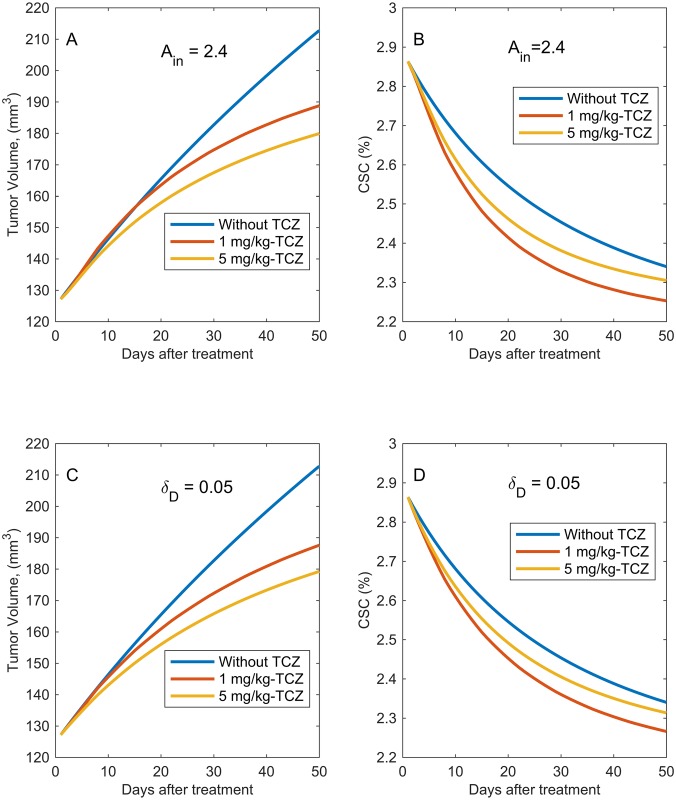 A
A_in = 2.4
Tumor Volume, (mm³)
220
210
200
190
180
170
160
150
140
130
120
Without TCZ
1 mg/kg-TCZ
5 mg/kg-TCZ
0 10 20 30 40 50
Days after treatment
B
A_in=2.4
CSC (%)
3
2.9
2.8
2.7
2.6
2.5
2.4
2.3
2.2
Without TCZ
1 mg/kg-TCZ
5 mg/kg-TCZ
0 10 20 30 40 50
Days after treatment
C
δ_D = 0.05
Tumor Volume, (mm³)
220
210
200
190
180
170
160
150
140
130
120
Without TCZ
1 mg/kg-TCZ
5 mg/kg-TCZ
0 10 20 30 40 50
Days after treatment
D
δ_D = 0.05
CSC (%)
3
2.9
2.8
2.7
2.6
2.5
2.4
2.3
2.2
Without TCZ
1 mg/kg-TCZ
5 mg/kg-TCZ
0 10 20 30 40 50
Days after treatment